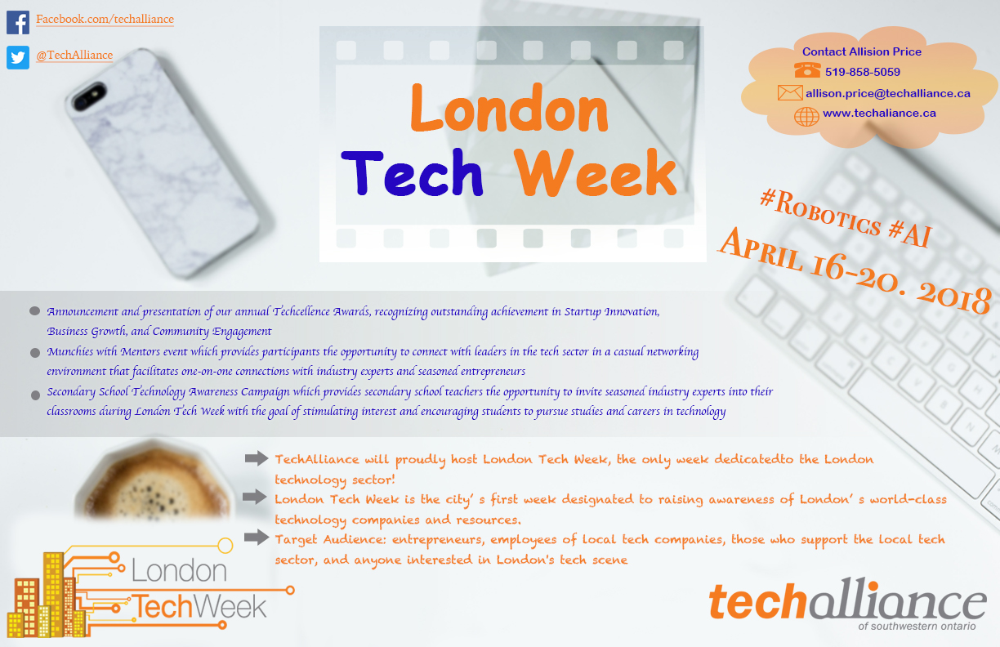 Facebook.com/techalliance
@TechAlliance
London
Tech Week
Contact Allision Price
519-858-5059
allison.price@techalliance.ca
www.techaliance.ca
#Robotics #AI
April 16-20. 2018
Announcement and presentation of our annual Techcellence Awards, recognizing outstanding achievement in Startup Innovation,
Business Growth, and Community Engagement
Munchies with Mentors event which provides participants the opportunity to connect with leaders in the tech sector in a casual networking
environment that facilitates one-on-one connections with industry experts and seasoned entrepreneurs
Secondary School Technology Awareness Campaign which provides secondary school teachers the opportunity to invite seasoned industry experts into their
classrooms during London Tech Week with the goal of stimulating interest and encouraging students to pursue studies and careers in technology
TechAlliance will proudly host London Tech Week, the only week dedicatedto the London
technology sector!
London Tech Week is the city’ s first week designated to raising awareness of London’ s world-class
technology companies and resources.
Target Audience: entrepreneurs, employees of local tech companies, those who support the local tech
sector, and anyone interested in London's tech scene
London
TechWeek
techalliance
of southwestern ontario